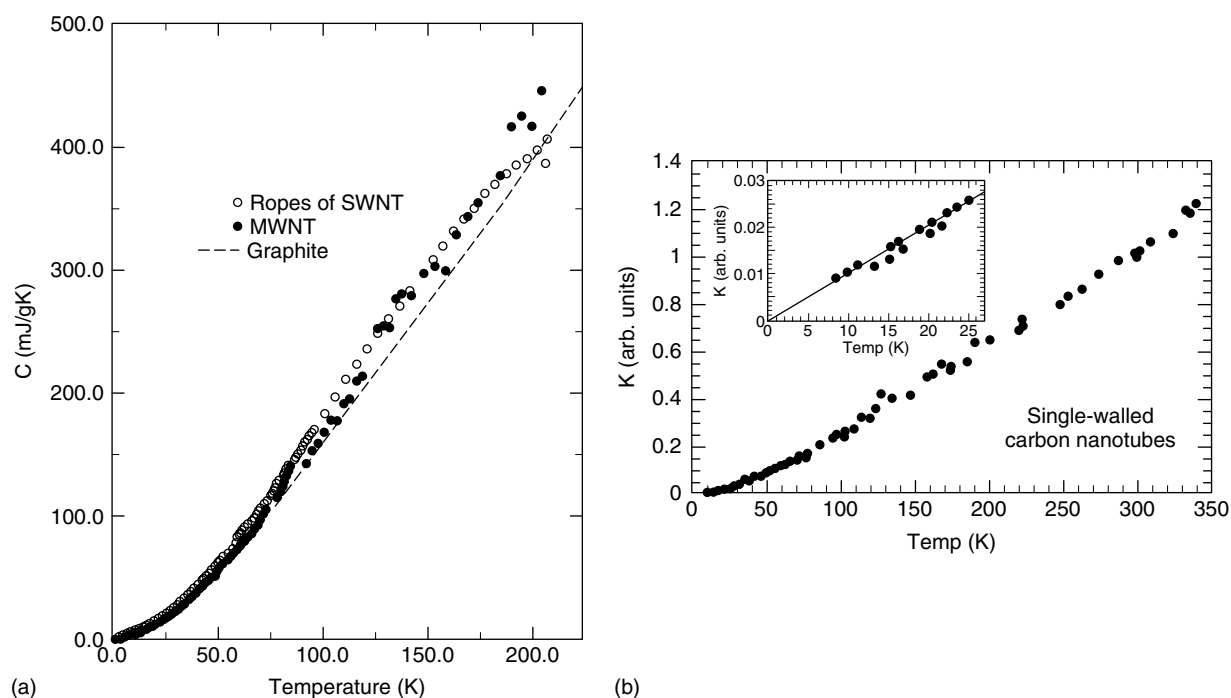 500.0
400.0
300.0
200.0
100.0
0.0
C (mJ/gK)
Ropes of SWNT
MWNT
Graphite
0.0 50.0 100.0 150.0 200.0
Temperature (K)
(a)
1.4
1.2
1
0.8
0.6
0.4
0.2
0
K (arb. units)
0.03
0.02
0.01
0
K (arb. units)
0 5 10 15 20 25
Temp (K)
Single-walled
carbon nanotubes
0 50 100 150 200 250 300 350
Temp (K)
(b)